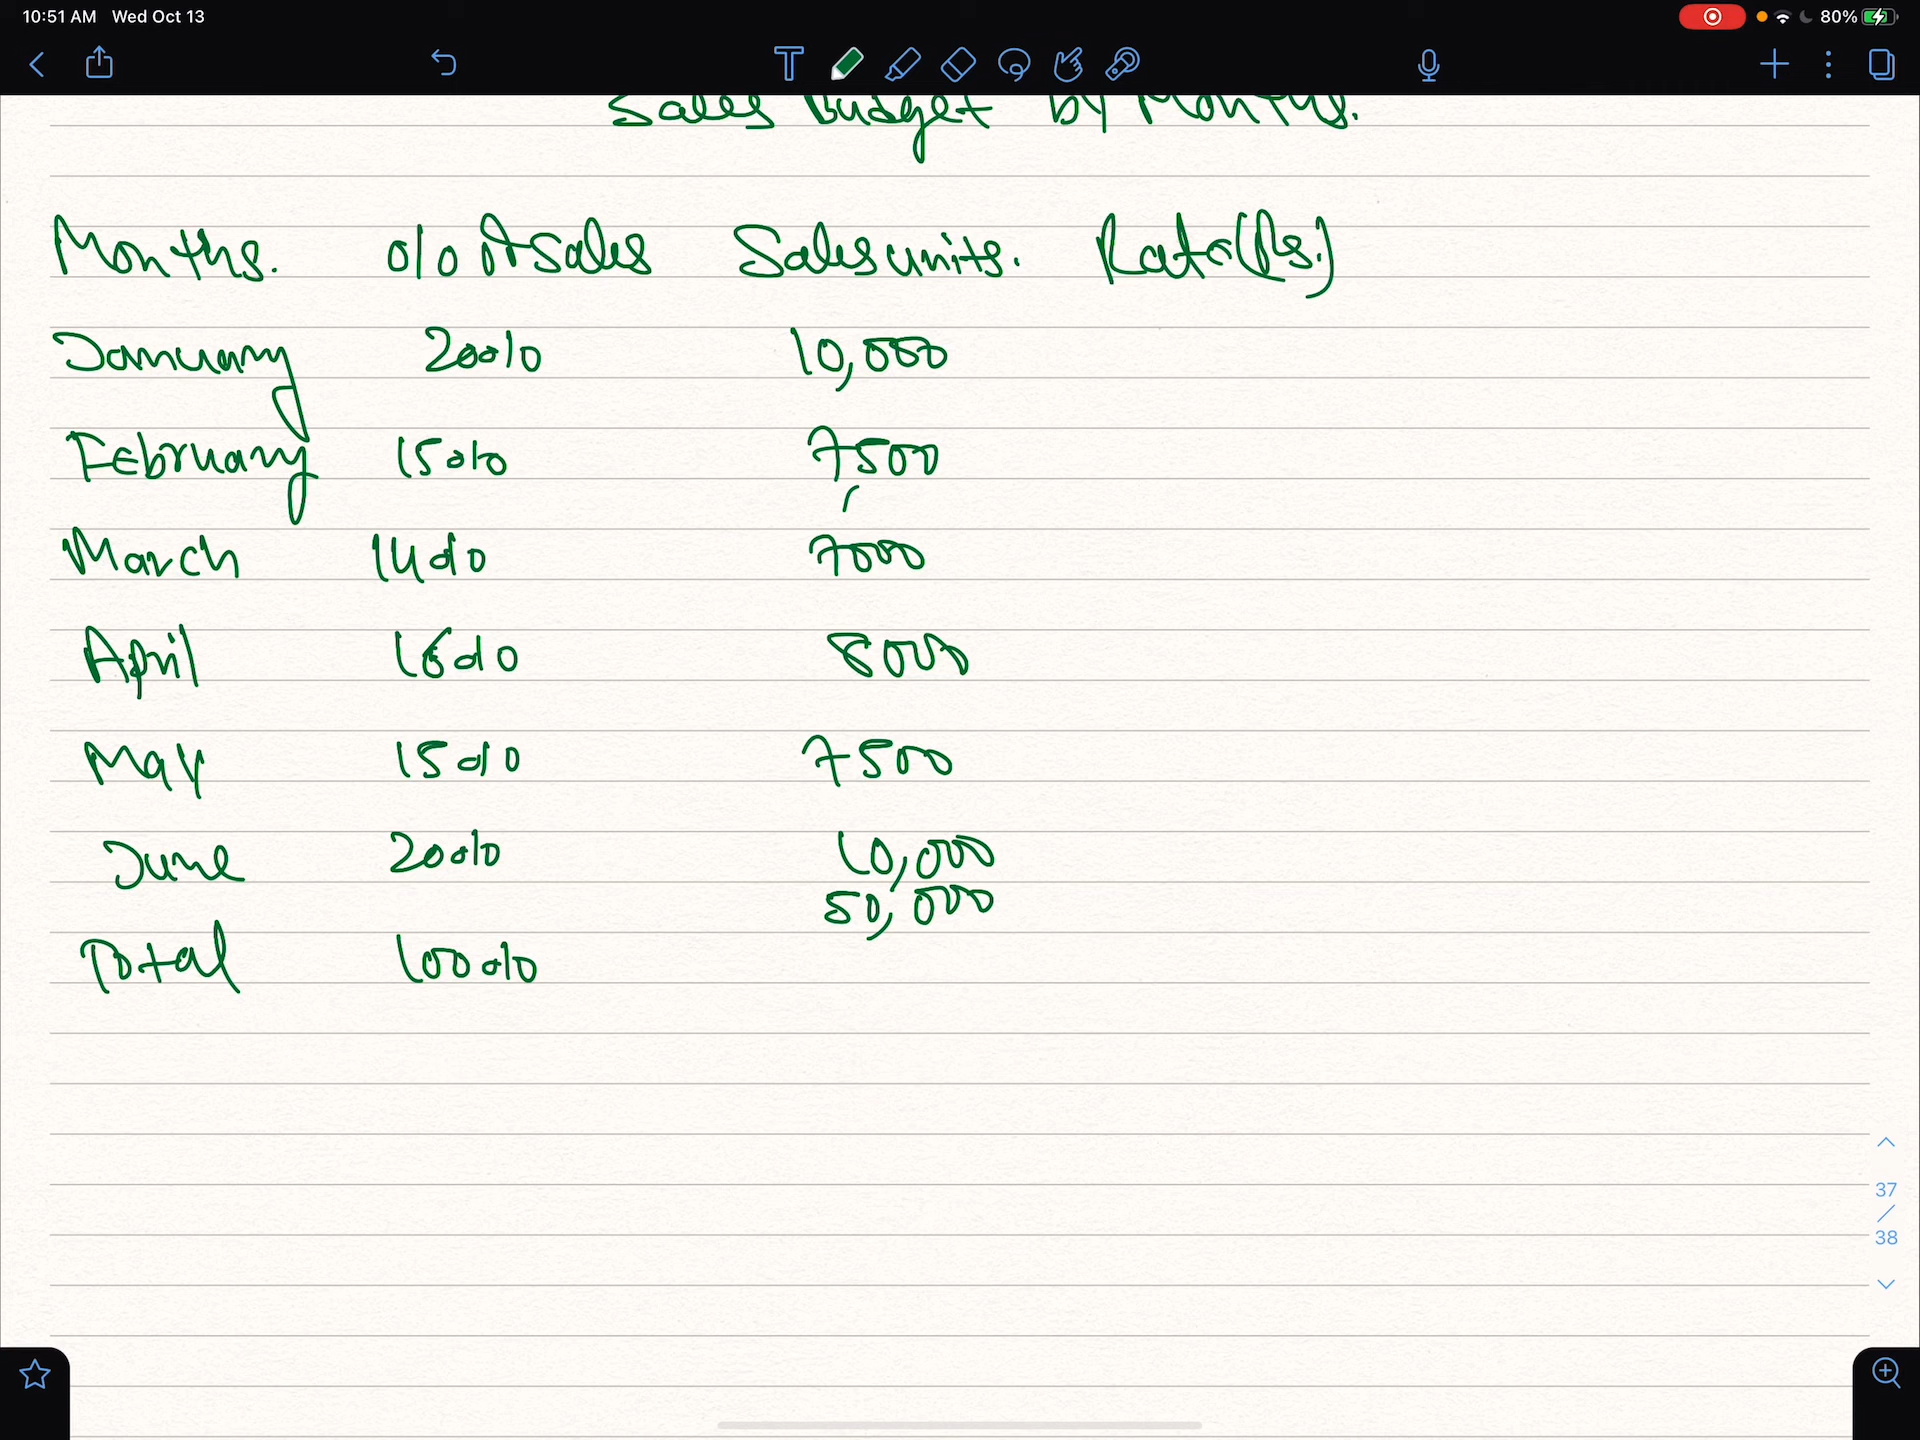 10:51 AM Wed Oct 13 80%
Sales Budget by Months.
Months. % of Sales Sales units. Rate(Rs.)
January 20% 10,000
February 15% 7500
March 14% 7000
April 16% 8000
May 15% 7500
June 20% 10,000
50,000
Total 100%
37
/
38